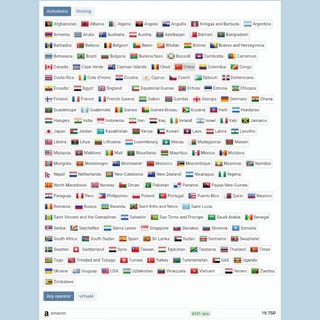 Activations Hosting
Afghanistan Albania Algeria Angola Anguilla Antigua and Barbuda Argentina
Armenia Aruba Australia Austria Azerbaijan Bahrain Bangladesh
Barbados Belarus Belgium Benin Bhutan Bolivia Bosnia and Herzegovina
Botswana Brazil Bulgaria Burkina Faso Burundi Cambodia Cameroon
Canada Cape Verde Cayman Islands Chad China Colombia Congo
Costa Rica Cote d'Ivoire Croatia Cyprus Czech Djibouti Dominicana
Ecuador Egypt England Equatorial Guinea Eritrea Estonia Ethiopia
Finland France French Guiana Gabon Gambia Georgia Germany Ghana
Guadeloupe Guatemala Guinea Guinea-Bissau Guyana Haiti Honduras
Hungary India Indonesia Iran Iraq Ireland Israel Italy Jamaica
Japan Jordan Kazakhstan Kenya Kuwait Laos Latvia Lesotho
Liberia Libya Lithuania Luxembourg Macau Madagascar Malawi
Malaysia Maldives Mali Mauritania Mauritius Mexico Moldova
Mongolia Montenegro Montserrat Morocco Mozambique Myanmar Namibia
Nepal Netherlands New Caledonia New Zealand Nicaragua Nigeria
North Macedonia Norway Oman Pakistan Panama Papua New Guinea
Paraguay Peru Philippines Poland Portugal Puerto Rico Qatar Reunion
Romania Russia Rwanda Saint Kitts and Nevis Saint Lucia
Saint Vincent and the Grenadines Salvador Sao Tome and Principe Saudi Arabia Senegal
Serbia Seychelles Sierra Leone Singapore Slovakia Slovenia Somalia
South Africa South Sudan Spain Sri Lanka Sudan Suriname Swaziland
Sweden Switzerland Syria Taiwan Tajikistan Tanzania Thailand Timor
Togo Trinidad and Tobago Tunisia Turkey Turkmenistan UAE Uganda
Ukraine Uruguay USA Uzbekistan Venezuela Vietnam Yemen Zambia
Zimbabwe
Any operator virtual4
amazon 4161 pcs. 19.75₽